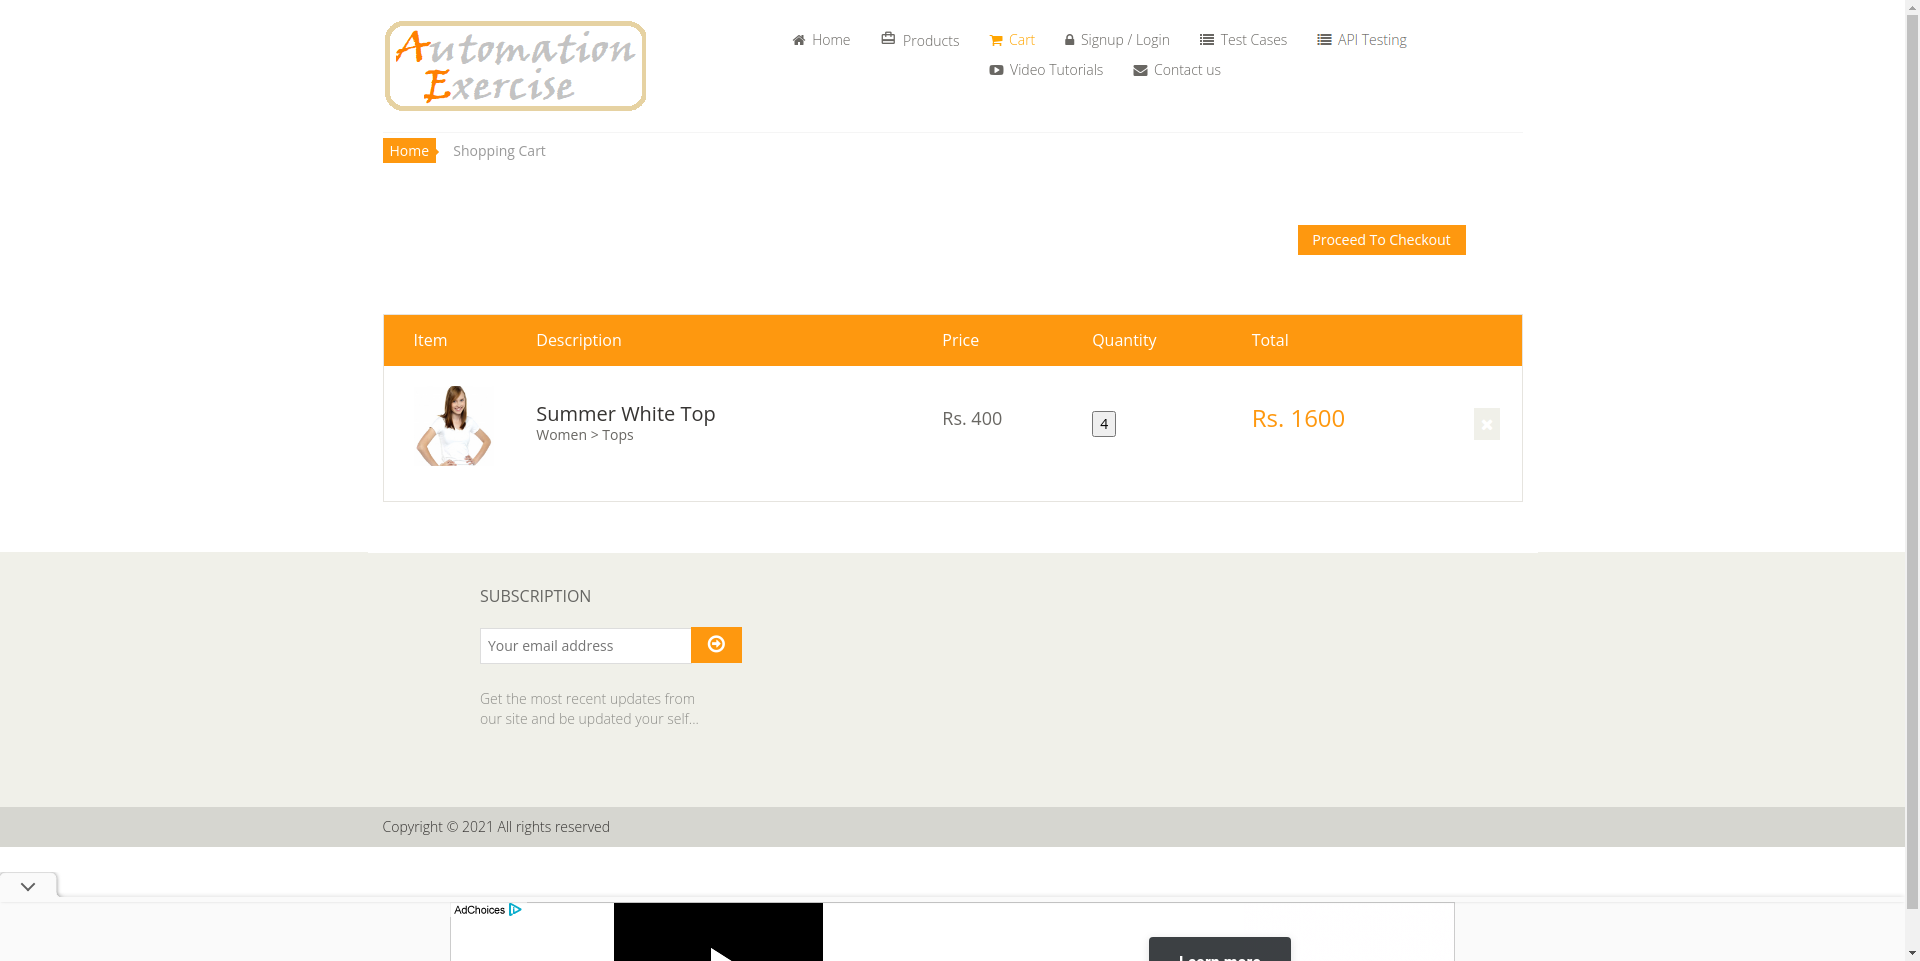 Automation
Exercise
Home
Products
Cart
Signup / Login
Test Cases
API Testing
Video Tutorials
Contact us
Home
Shopping Cart
Proceed To Checkout
Item Description Price Quantity Total
Summer White Top
Women > Tops
Rs. 400
4
Rs. 1600
SUBSCRIPTION
Your email address
Get the most recent updates from
our site and be updated your self...
Copyright © 2021 All rights reserved
AdChoices
Learn more